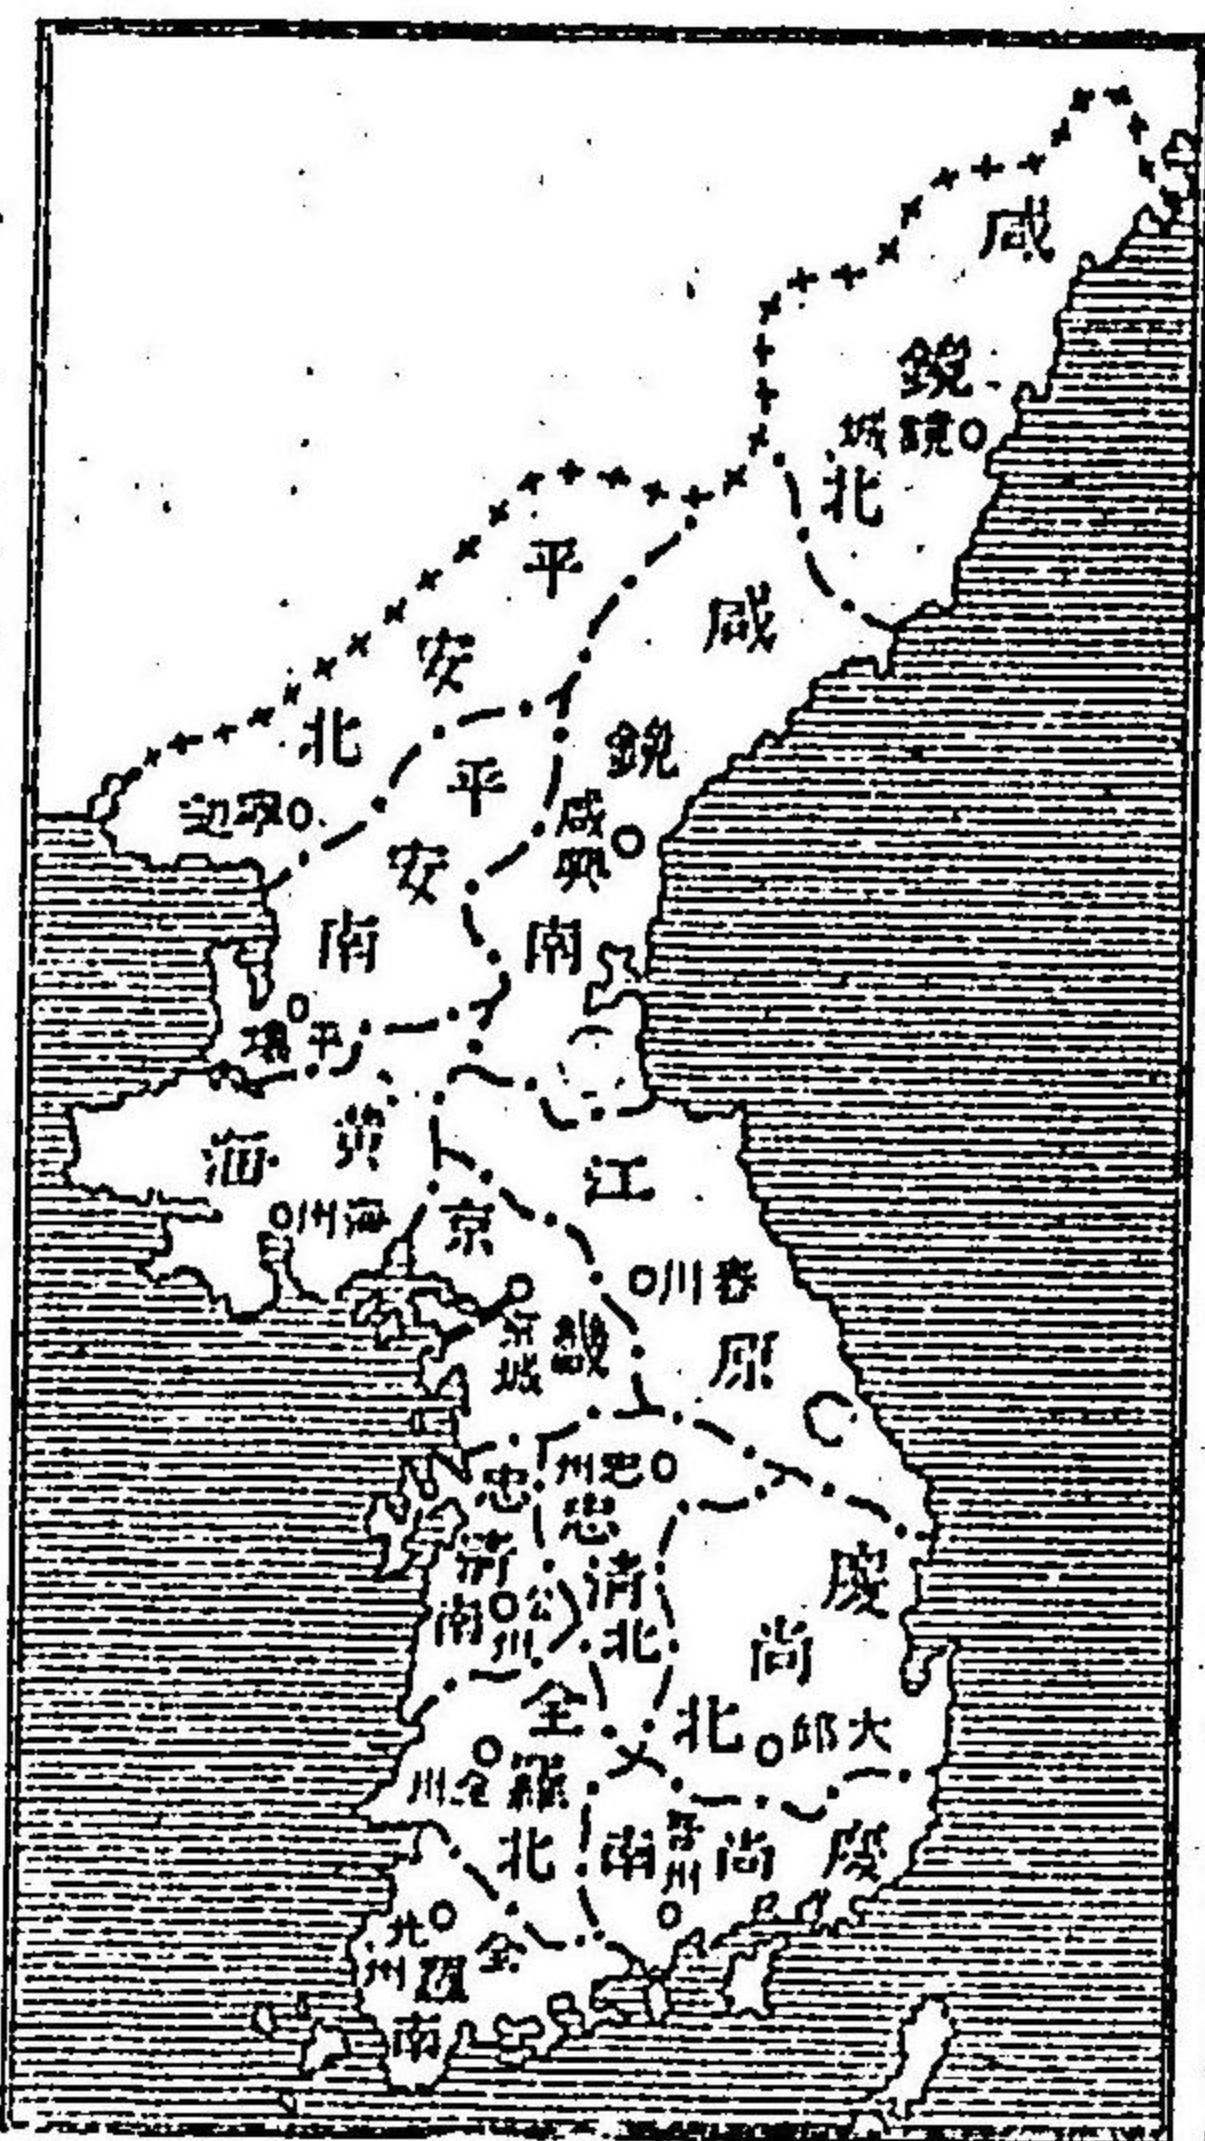 咸鏡北
鏡城
咸鏡南
咸興
平安北
寧辺
平安南
平壌
黄海
海州
江原
春川
京畿
京城
忠清北
忠州
忠清南
公州
慶尚北
大邱
慶尚南
晋州
全羅北
全州
全羅南
光州